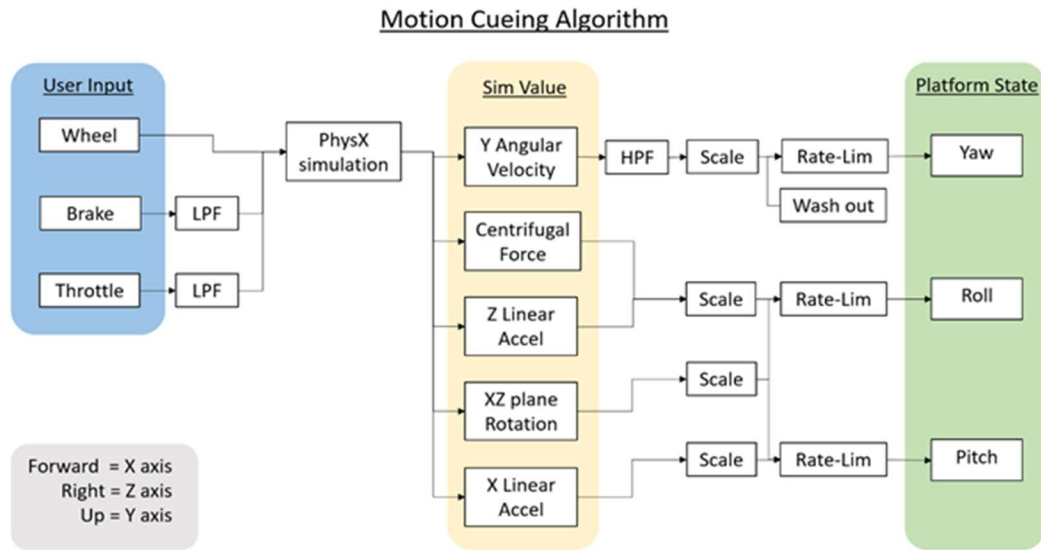 Motion Cueing Algorithm
User Input
Wheel
Brake
LPF
Throttle
LPF
PhysX
simulation
Sim Value
Y Angular
Velocity
HPF
Scale
Rate-Lim
Wash out
Centrifugal
Force
Z Linear
Accel
Scale
Rate-Lim
XZ plane
Rotation
Scale
X Linear
Accel
Scale
Rate-Lim
Platform State
Yaw
Roll
Pitch
Forward = X axis
Right = Z axis
Up = Y axis